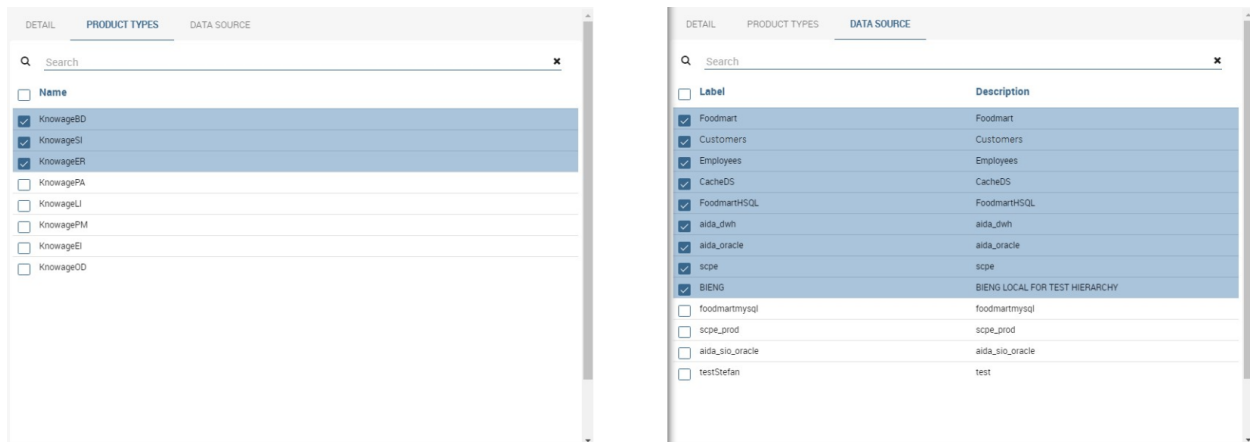 DETAIL PRODUCT TYPES DATA SOURCE
Search
Name
KnowageBD
KnowageSI
KnowageER
KnowagePA
KnowageLI
KnowagePM
KnowageEI
KnowageOD
DETAIL PRODUCT TYPES DATA SOURCE
Search
Label Description
Foodmart Foodmart
Customers Customers
Employees Employees
CacheDS CacheDS
FoodmartHSQL FoodmartHSQL
aida_dwh aida_dwh
aida_oracle aida_oracle
scpe scpe
BIENG BIENG LOCAL FOR TEST HIERARCHY
foodmartmysql foodmartmysql
scpe_prod scpe_prod
aida_sio_oracle aida_sio_oracle
testStefan test